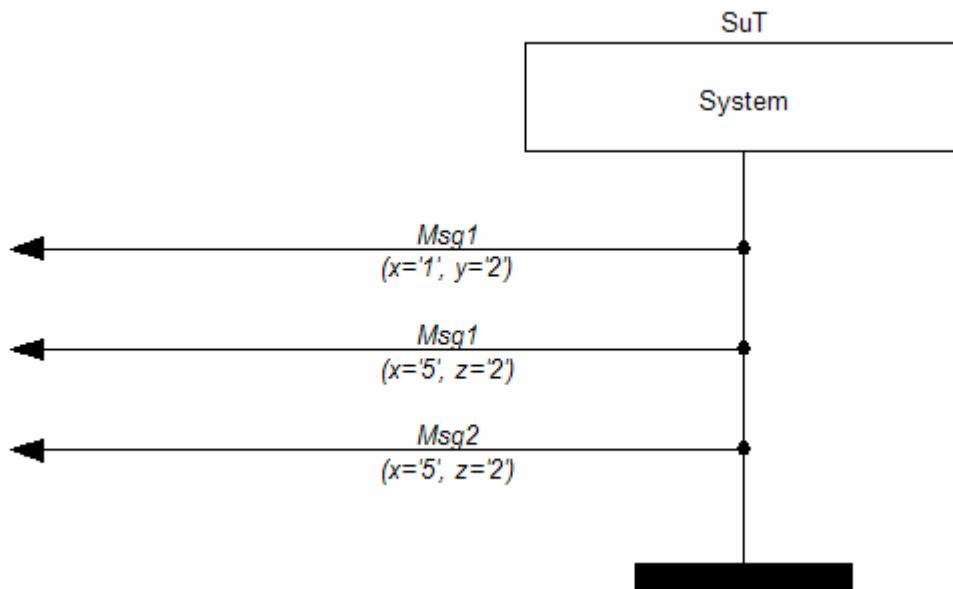 SuT
System
Msg1
(x='1', y='2')
Msg1
(x='5', z='2')
Msg2
(x='5', z='2')